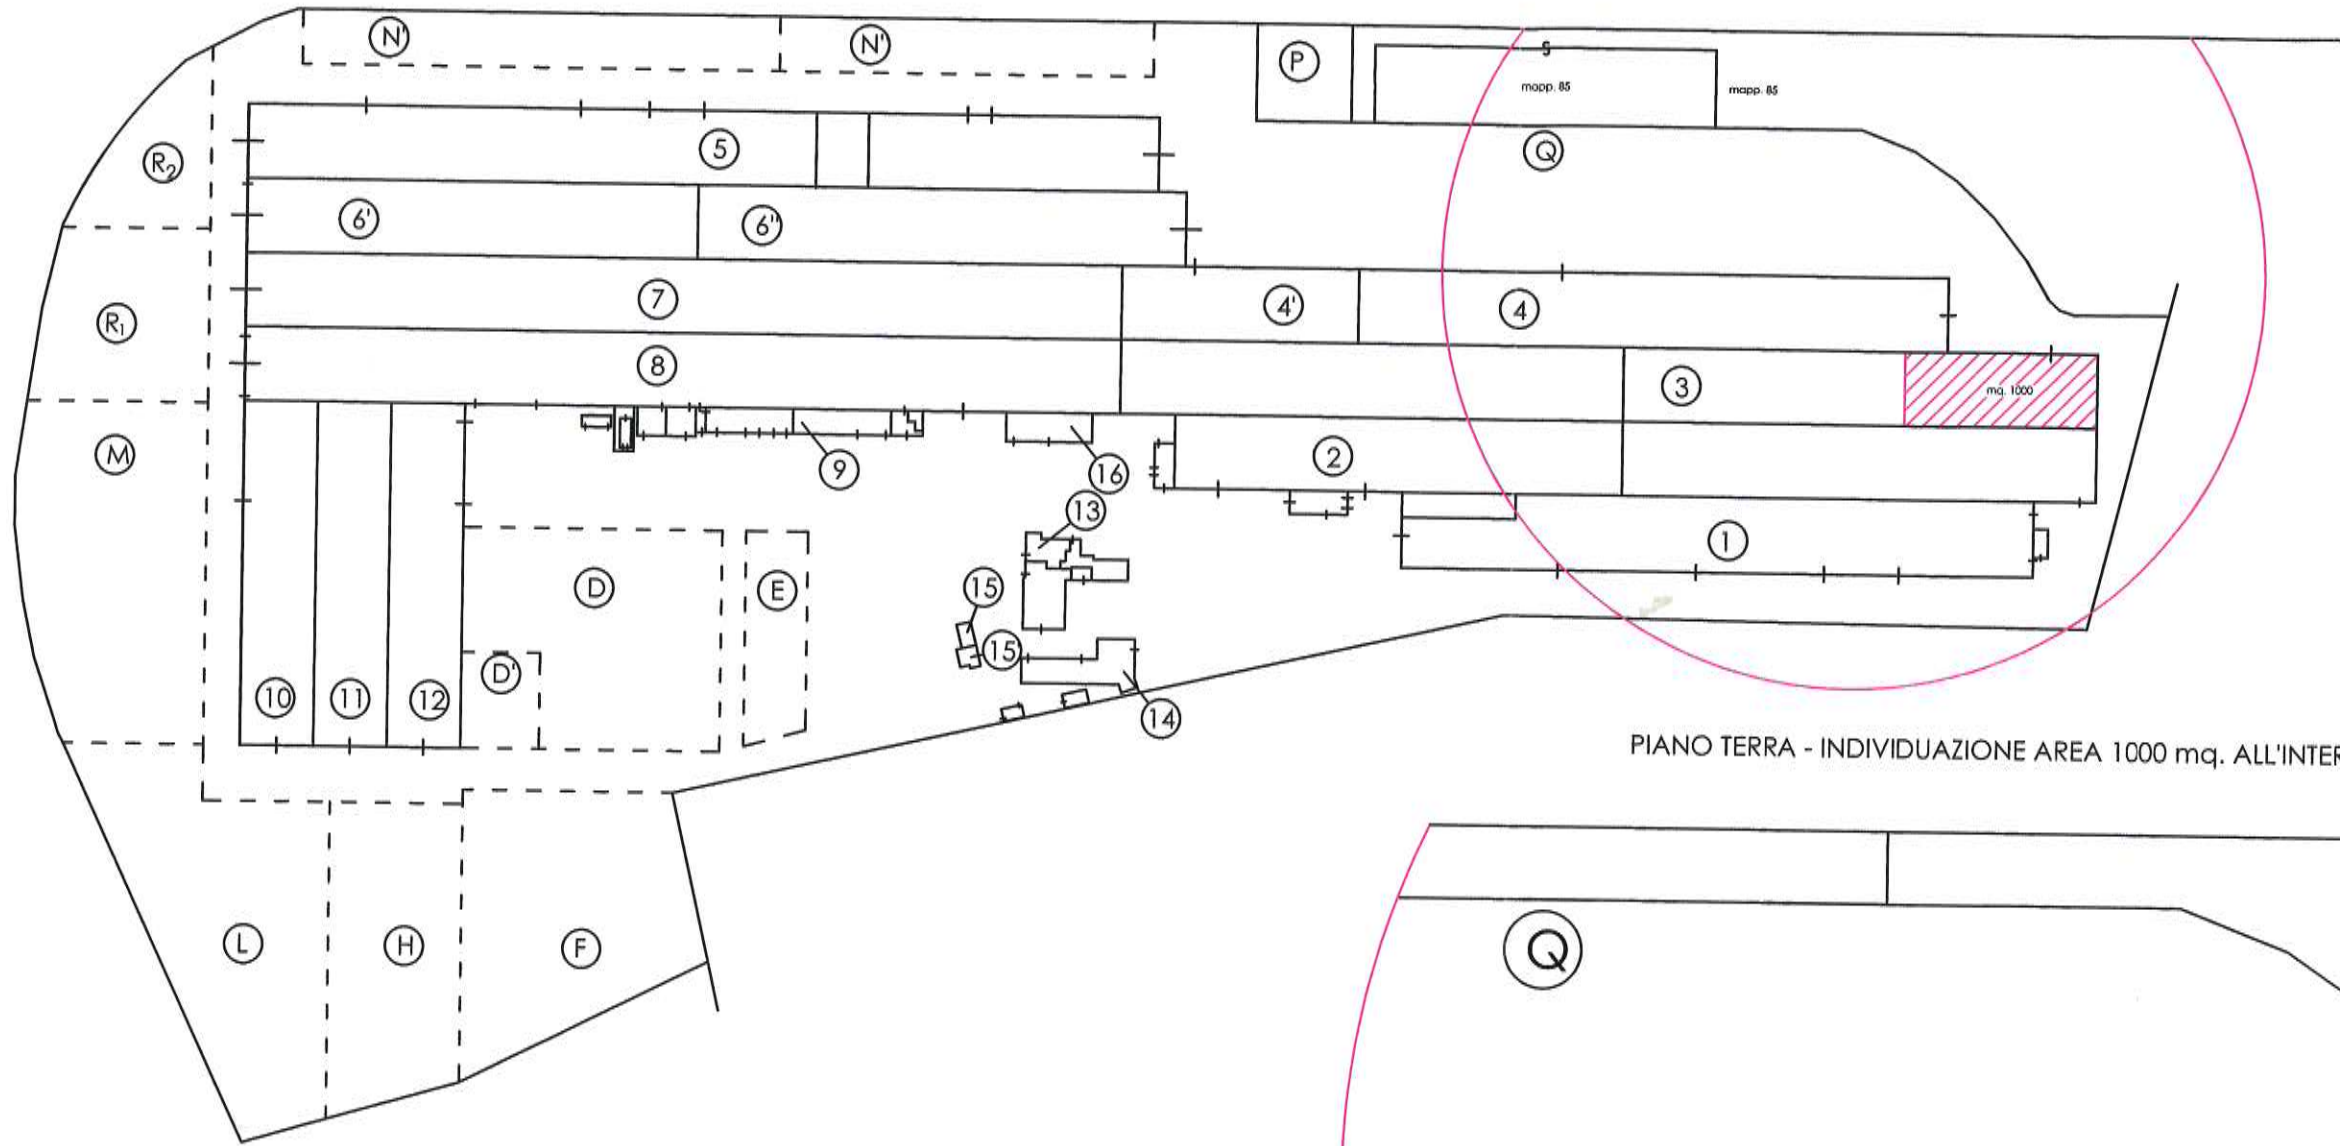 N'
N'
P
S
mapp. 85
mapp. 85
5
Q
R2
6'
6"
7
4'
4
R1
8
3
mq. 1000
M
9
16
2
13
1
D
E
15
15
D'
10
11
12
14
PIANO TERRA - INDIVIDUAZIONE AREA 1000 mq. ALL'INTER
L
H
F
Q